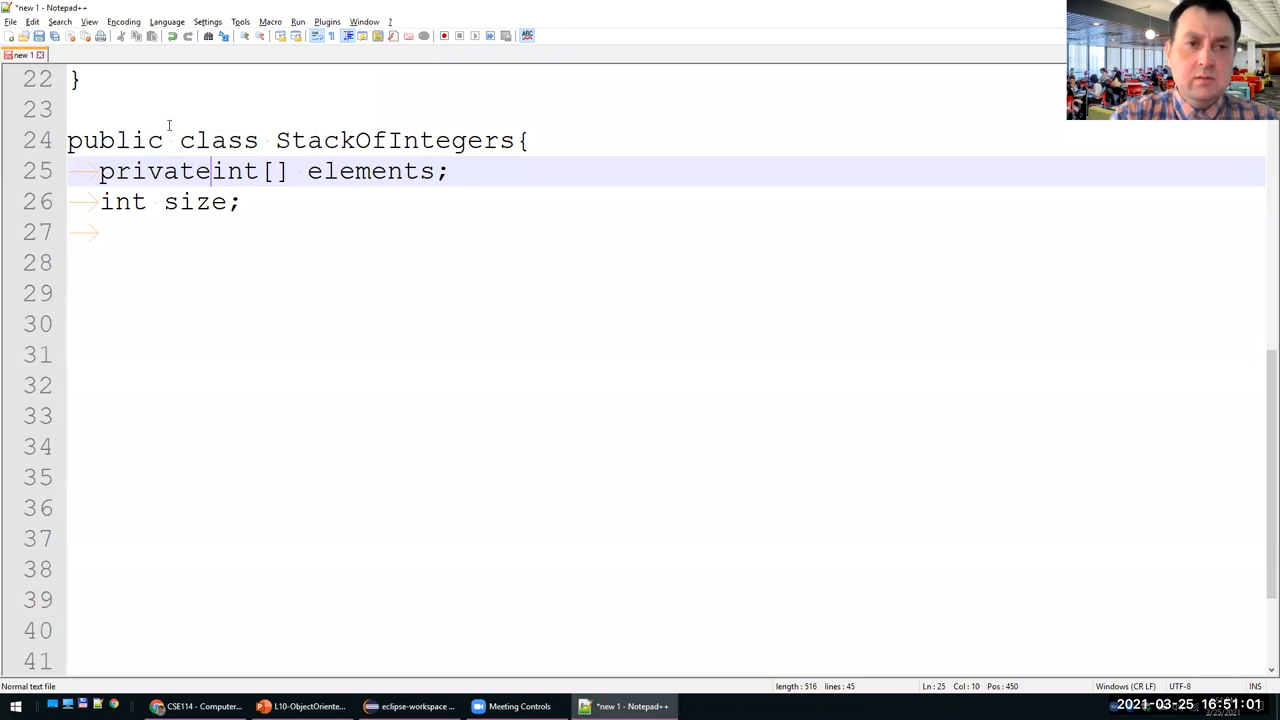 *new 1 - Notepad++
File Edit Search View Encoding Language Settings Tools Macro Run Plugins Window ?
new 1
22 }
23
24 public class StackOfIntegers{
25 privateint[] elements;
26 int size;
27
28
29
30
31
32
33
34
35
36
37
38
39
40
41
Normal text file length : 516 lines : 45 Ln : 25 Col : 10 Pos : 450 Windows (CR LF) UTF-8 INS
CSE114 - Computer... L10-ObjectOriente... eclipse-workspace ... Meeting Controls *new 1 - Notepad++
2021-03-25 16:51:01